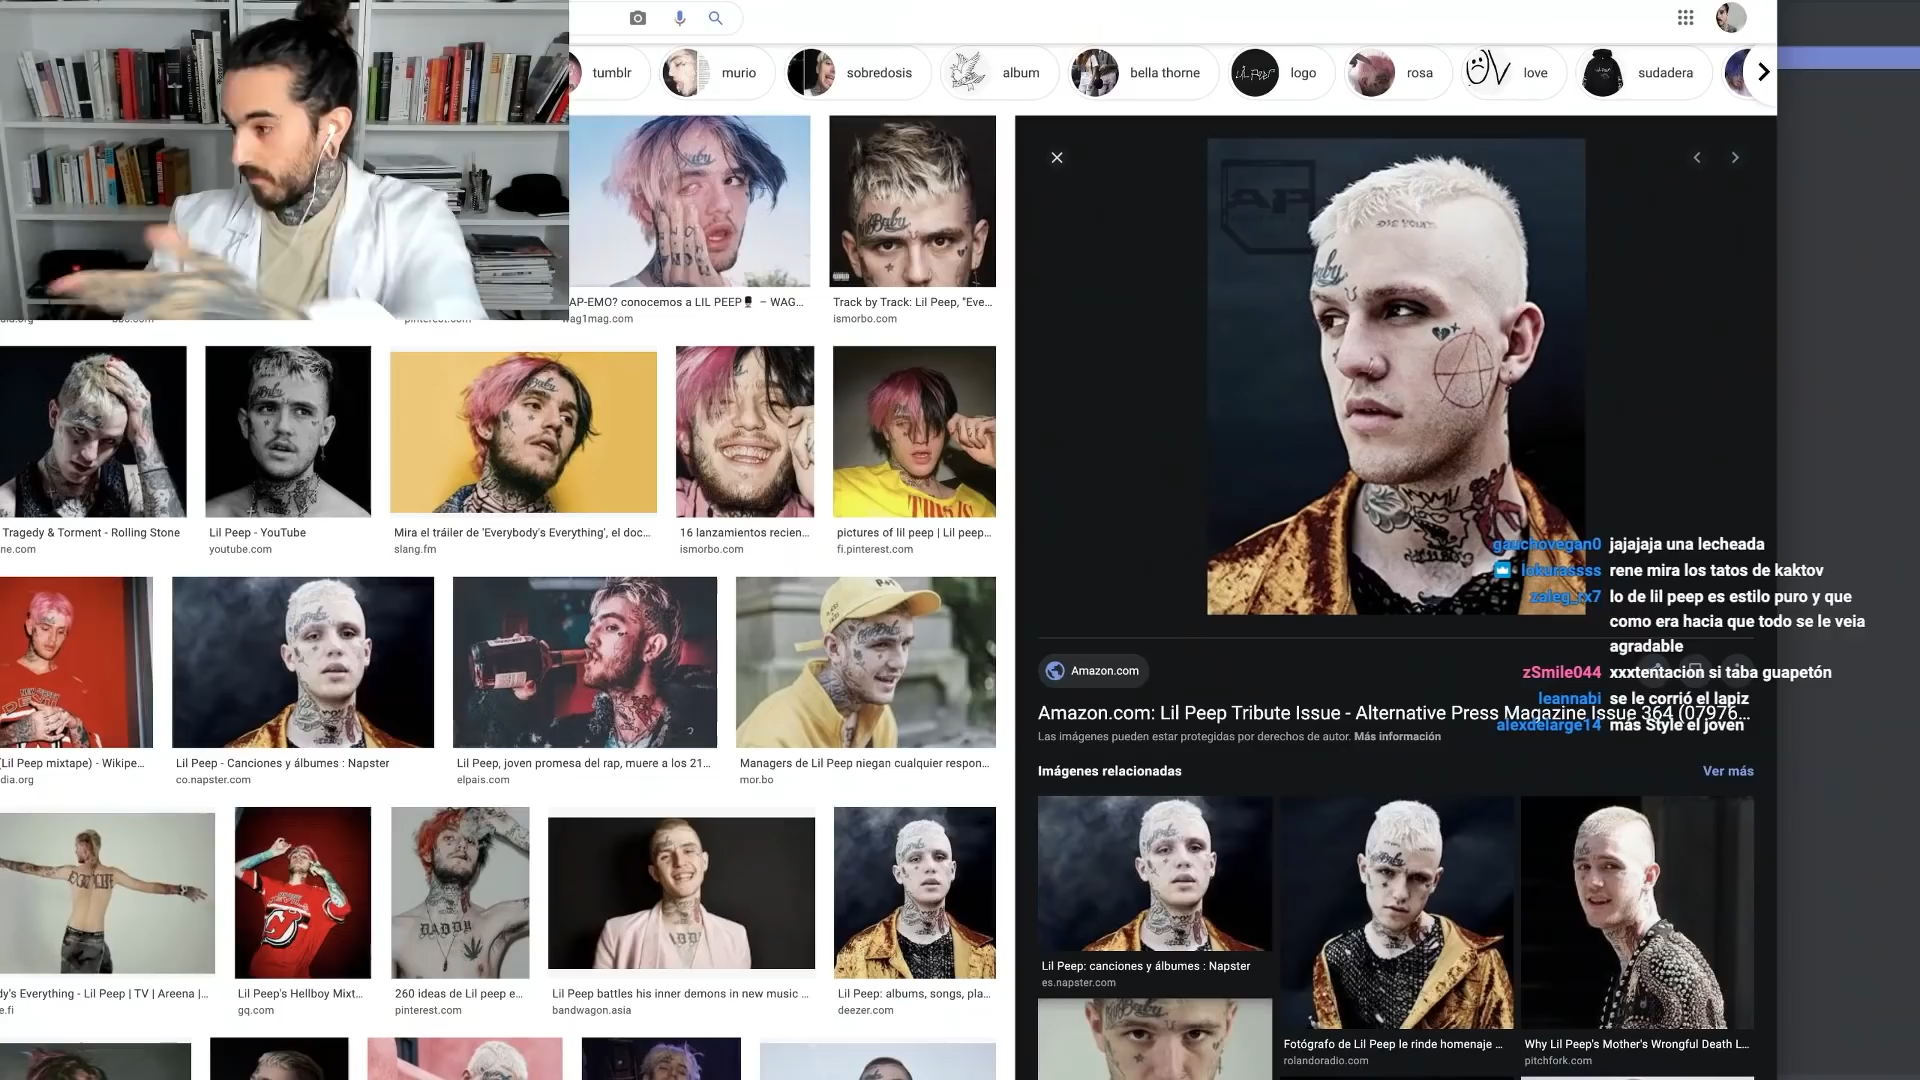 tumblr
murio
sobredosis
album
bella thorne
logo
rosa
love
sudadera
AP-EMO? conocemos a LIL PEEP🎙 – WAG...
wag1mag.com
Track by Track: Lil Peep, "Eve...
ismorbo.com
pinterest.com
Tragedy & Torment - Rolling Stone
ne.com
Lil Peep - YouTube
youtube.com
Mira el tráiler de 'Everybody's Everything', el doc...
slang.fm
16 lanzamientos recien...
ismorbo.com
pictures of lil peep | Lil peep...
fi.pinterest.com
gauchovegan0 jajajaja una lecheada
lokurassss rene mira los tatos de kaktov
zaleg_rx7 lo de lil peep es estilo puro y que
como era hacia que todo se le veia
agradable
zSmile044 xxxtentacion si taba guapetón
leannabi se le corrió el lapiz
alexdelarge14 mas Style el joven
Amazon.com
Amazon.com: Lil Peep Tribute Issue - Alternative Press Magazine Issue 364 (07976...
Las imágenes pueden estar protegidas por derechos de autor. Más información
Imágenes relacionadas
Ver más
(Lil Peep mixtape) - Wikipe...
dia.org
Lil Peep - Canciones y álbumes : Napster
co.napster.com
Lil Peep, joven promesa del rap, muere a los 21...
elpais.com
Managers de Lil Peep niegan cualquier respon...
mor.bo
DADDY
dy's Everything - Lil Peep | TV | Areena |...
e.fi
Lil Peep's Hellboy Mixt...
gq.com
260 ideas de Lil peep e...
pinterest.com
Lil Peep battles his inner demons in new music ...
bandwagon.asia
Lil Peep: albums, songs, pla...
deezer.com
Lil Peep: canciones y álbumes : Napster
es.napster.com
Fotógrafo de Lil Peep le rinde homenaje ...
rolandoradio.com
Why Lil Peep's Mother's Wrongful Death L...
pitchfork.com